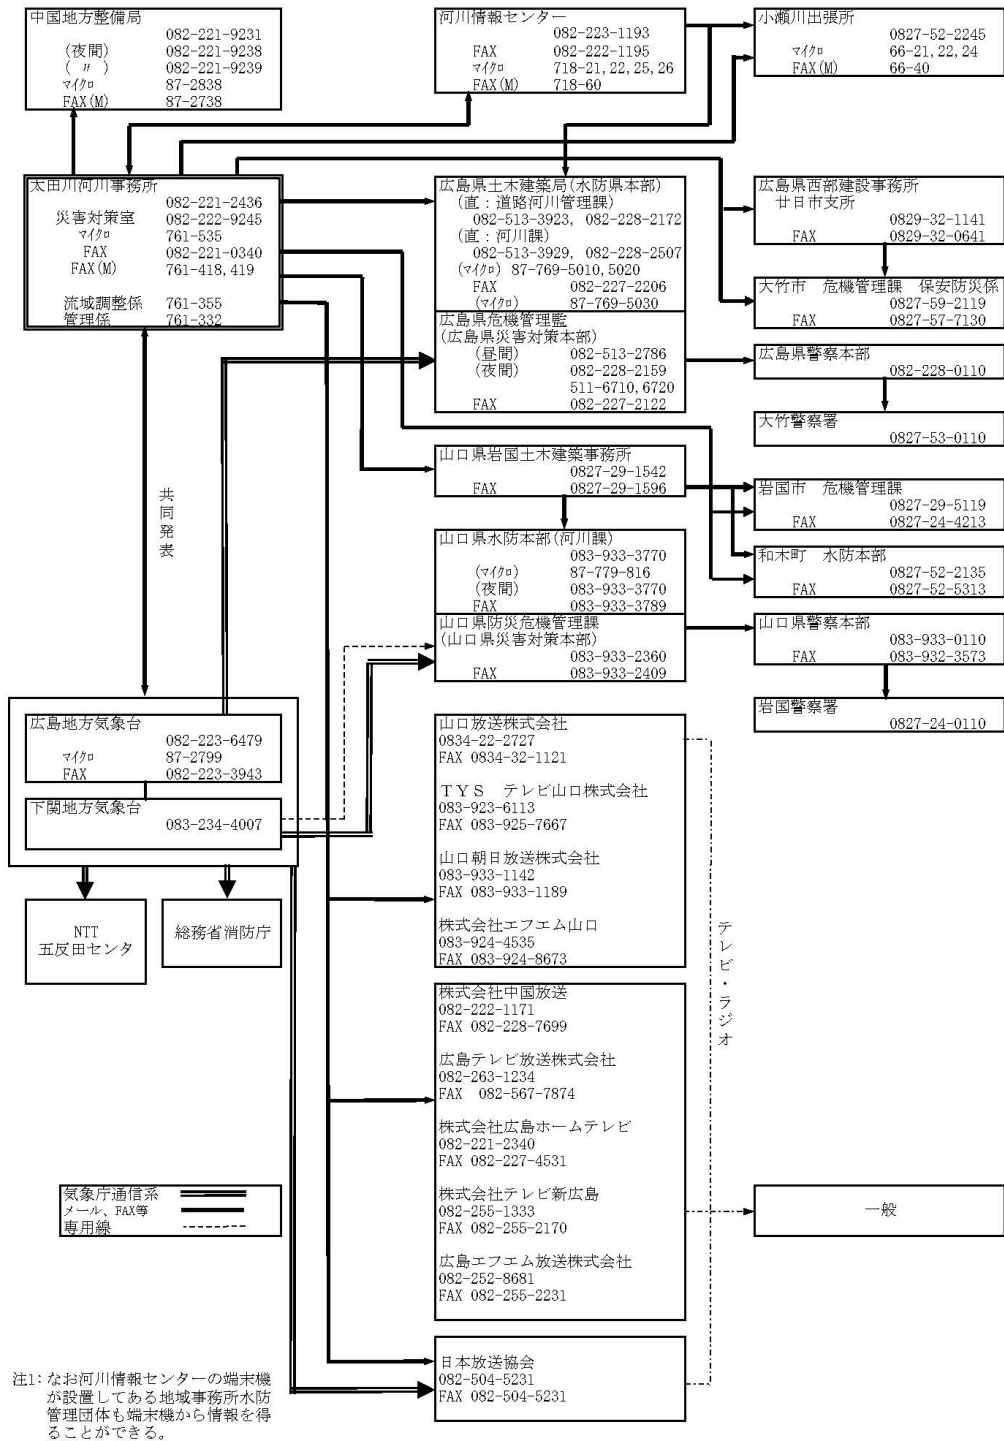 中国地方整備局
082-221-9231
(夜間) 082-221-9238
( 〃 ) 082-221-9239
マイクロ 87-2838
FAX(M) 87-2738
河川情報センター
082-223-1193
FAX 082-222-1195
マイクロ 718-21, 22, 25, 26
FAX(M) 718-60
小瀬川出張所
0827-52-2245
マイクロ 66-21, 22, 24
FAX(M) 66-40
太田川河川事務所
082-221-2436
災害対策室 082-222-9245
マイクロ 761-535
FAX 082-221-0340
FAX(M) 761-418, 419
流域調整係 761-355
管理係 761-332
広島県土木建築局(水防県本部)
(直：道路河川管理課)
082-513-3923, 082-228-2172
(直：河川課)
082-513-3929, 082-228-2507
(マイクロ) 87-769-5010, 5020
FAX 082-227-2206
(マイクロ) 87-769-5030
広島県危機管理監
(広島県災害対策本部)
(昼間) 082-513-2786
(夜間) 082-228-2159
511-6710, 6720
FAX 082-227-2122
広島県西部建設事務所
廿日市支所
0829-32-1141
FAX 0829-32-0641
大竹市 危機管理課 保安防災係
0827-59-2119
FAX 0827-57-7130
広島県警察本部
082-228-0110
大竹警察署
0827-53-0110
山口県岩国土木建築事務所
0827-29-1542
FAX 0827-29-1596
岩国市 危機管理課
0827-29-5119
FAX 0827-24-4213
共同発表
山口県水防本部(河川課)
083-933-3770
(マイクロ) 87-779-816
(夜間) 083-933-3770
FAX 083-933-3789
山口県防災危機管理課
(山口県災害対策本部)
083-933-2360
FAX 083-933-2409
和木町 水防本部
0827-52-2135
FAX 0827-52-5313
山口県警察本部
083-933-0110
FAX 083-932-3573
岩国警察署
0827-24-0110
広島地方気象台
082-223-6479
マイクロ 87-2799
FAX 082-223-3943
下関地方気象台
083-234-4007
NTT
五反田センタ
総務省消防庁
山口放送株式会社
0834-22-2727
FAX 0834-32-1121
ＴＹＳ テレビ山口株式会社
083-923-6113
FAX 083-925-7667
山口朝日放送株式会社
083-933-1142
FAX 083-933-1189
株式会社エフエム山口
083-924-4535
FAX 083-924-8673
テレビ・ラジオ
株式会社中国放送
082-222-1171
FAX 082-228-7699
広島テレビ放送株式会社
082-263-1234
FAX 082-567-7874
株式会社広島ホームテレビ
082-221-2340
FAX 082-227-4531
株式会社テレビ新広島
082-255-1333
FAX 082-255-2170
広島エフエム放送株式会社
082-252-8681
FAX 082-255-2231
一般
気象庁通信系
メール、FAX等
専用線
日本放送協会
082-504-5231
FAX 082-504-5231
注1：なお河川情報センターの端末機
が設置してある地域事務所水防
管理団体も端末機から情報を得
ることができる。